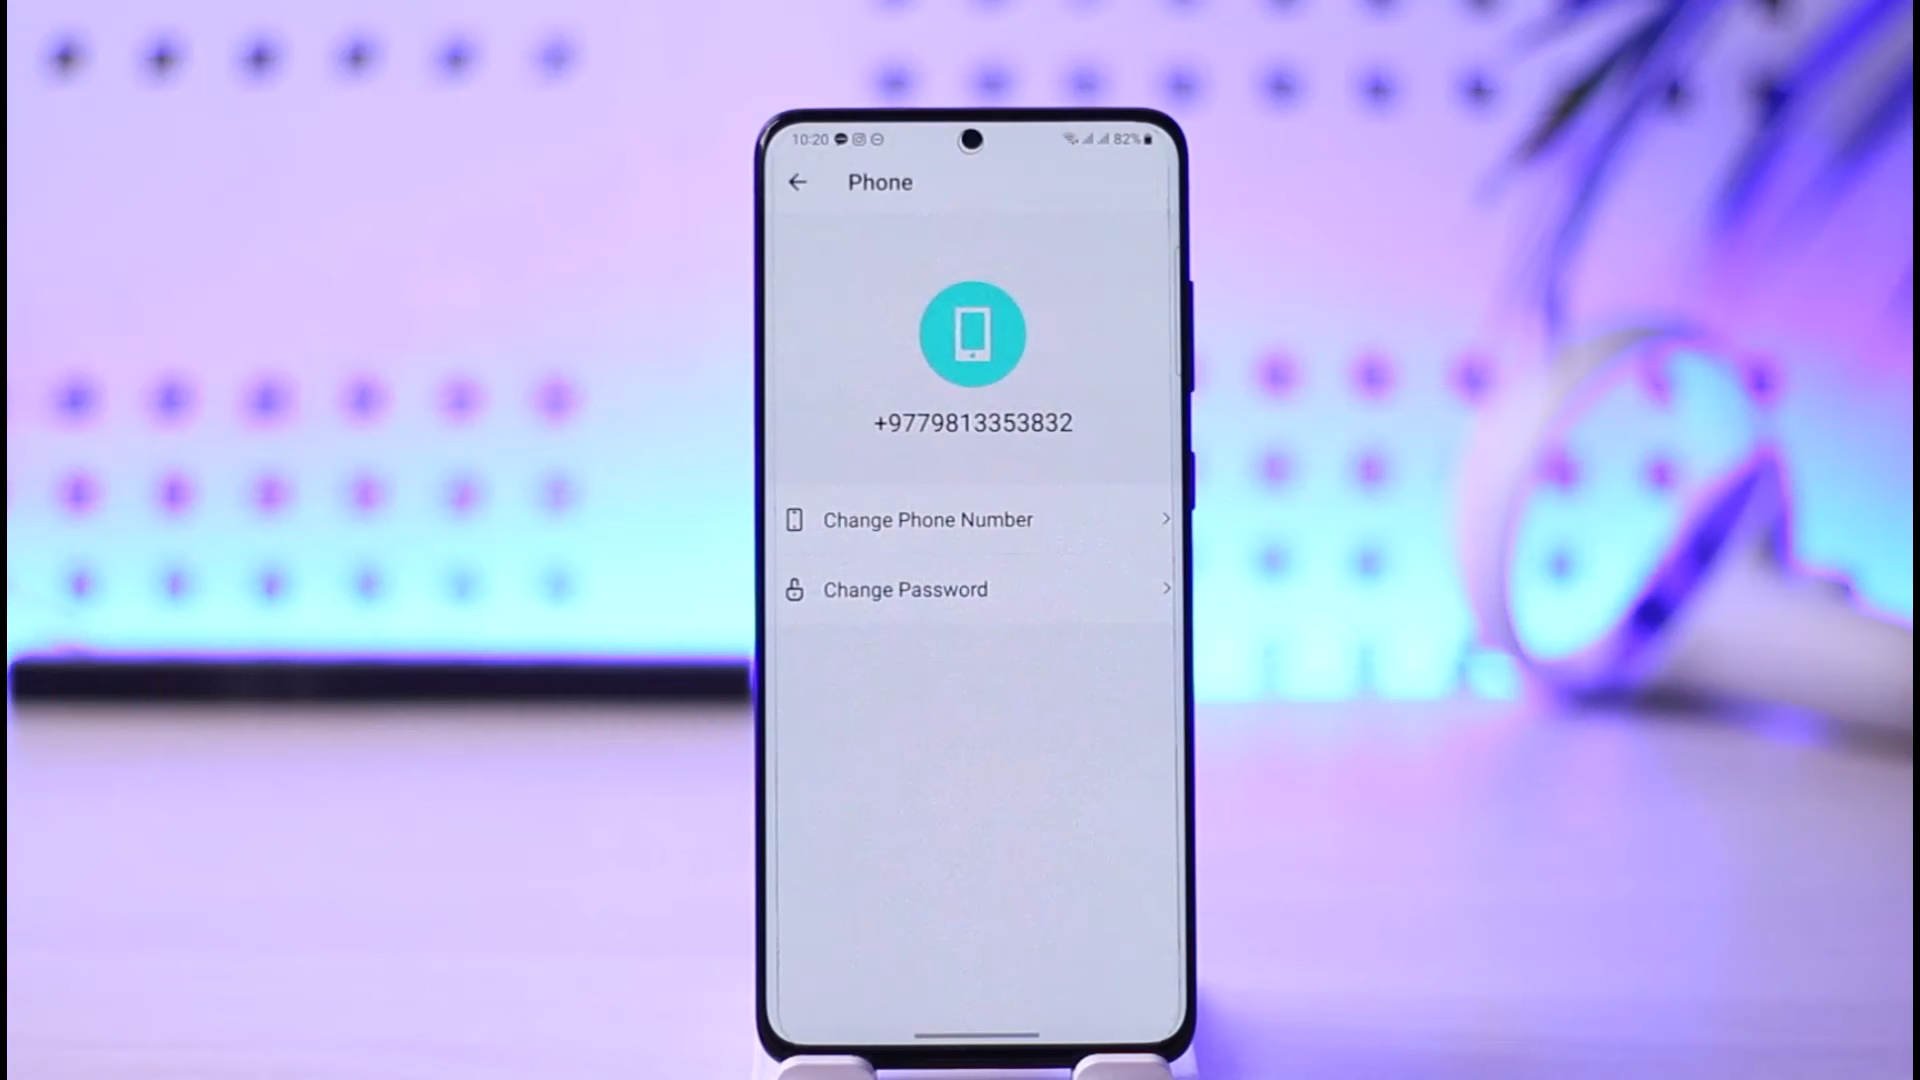 10:20 82%
Phone
+9779813353832
Change Phone Number
Change Password